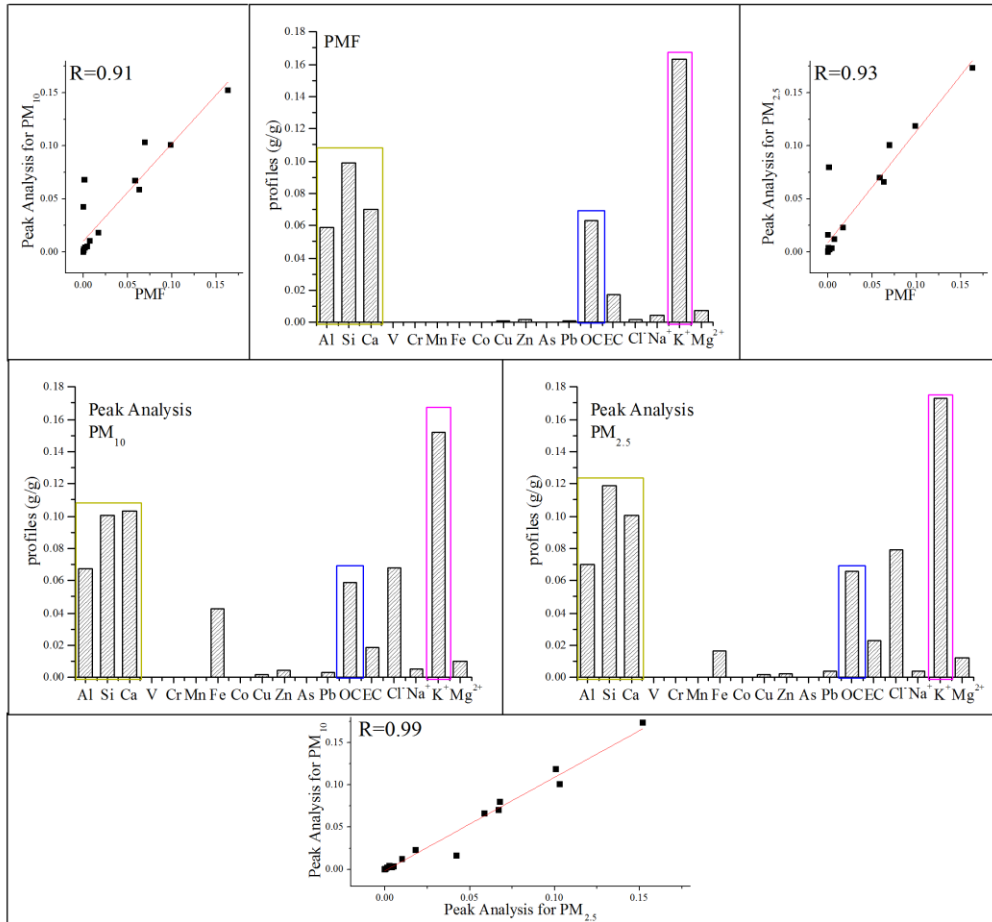 R=0.91
Peak Analysis for PM₁₀
0.15
0.10
0.05
0.00
0.00 0.05 0.10 0.15
PMF
PMF
profiles (g/g)
0.18
0.16
0.14
0.12
0.10
0.08
0.06
0.04
0.02
0.00
Al Si Ca V Cr Mn Fe Co Cu Zn As Pb OC EC Cl⁻ Na⁺ K⁺ Mg²⁺
R=0.93
Peak Analysis for PM₂.₅
0.15
0.10
0.05
0.00
0.00 0.05 0.10 0.15
PMF
Peak Analysis
PM₁₀
profiles (g/g)
0.18
0.16
0.14
0.12
0.10
0.08
0.06
0.04
0.02
0.00
Al Si Ca V Cr Mn Fe Co Cu Zn As Pb OC EC Cl⁻ Na⁺ K⁺ Mg²⁺
Peak Analysis
PM₂.₅
profiles (g/g)
0.18
0.16
0.14
0.12
0.10
0.08
0.06
0.04
0.02
0.00
Al Si Ca V Cr Mn Fe Co Cu Zn As Pb OC EC Cl⁻ Na⁺ K⁺ Mg²⁺
R=0.99
Peak Analysis for PM₁₀
0.15
0.10
0.05
0.00
0.00 0.05 0.10 0.15
Peak Analysis for PM₂.₅